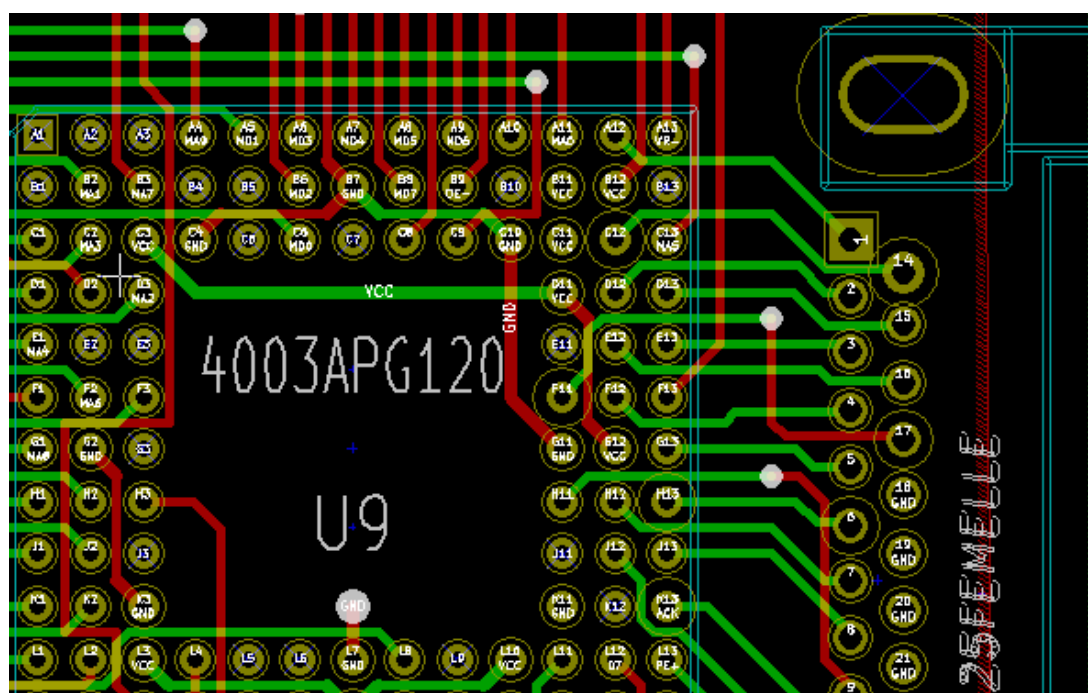 A1 A2 A3 A4 A5 A6 A7 A8 A9 A10 A11 A12 A13
MD1 MD3 MD4 MD5 MD6 MA0
B1 B2 B3 B4 B5 B6 B7 B8 B9 B10 B11 B12 B13
MA1 MA7 MD2 GND MD7 OE- VCC VCC
C1 C2 C3 C4 C5 C6 C7 C8 C9 C10 C11 C12 C13 1
MA3 VCC GND MD0 GND VCC MA5
14
D1 D2 D3 VCC D11 D12 D13 2
MA2 VCC
GND
15
E1 E2 E3 E11 E12 E13 3
MA4
4003APG120
16
F1 F2 F3 F11 F12 F13 4
MA6
17
G1 G2 G3 G11 G12 G13 5
MA8 GND GND VCC
18
GND
H1 H2 H3 H11 H12 H13 6
U9
19
GND
J1 J2 J3 J11 J12 J13 7
K1 K2 K3 GND K11 K12 K13 20
GND GND ACK GND
8
L1 L2 L3 L4 L5 L6 L7 L8 L9 L10 L11 L12 L13 21
VCC GND VCC D7 PE+ GND
9
25FEMELLE